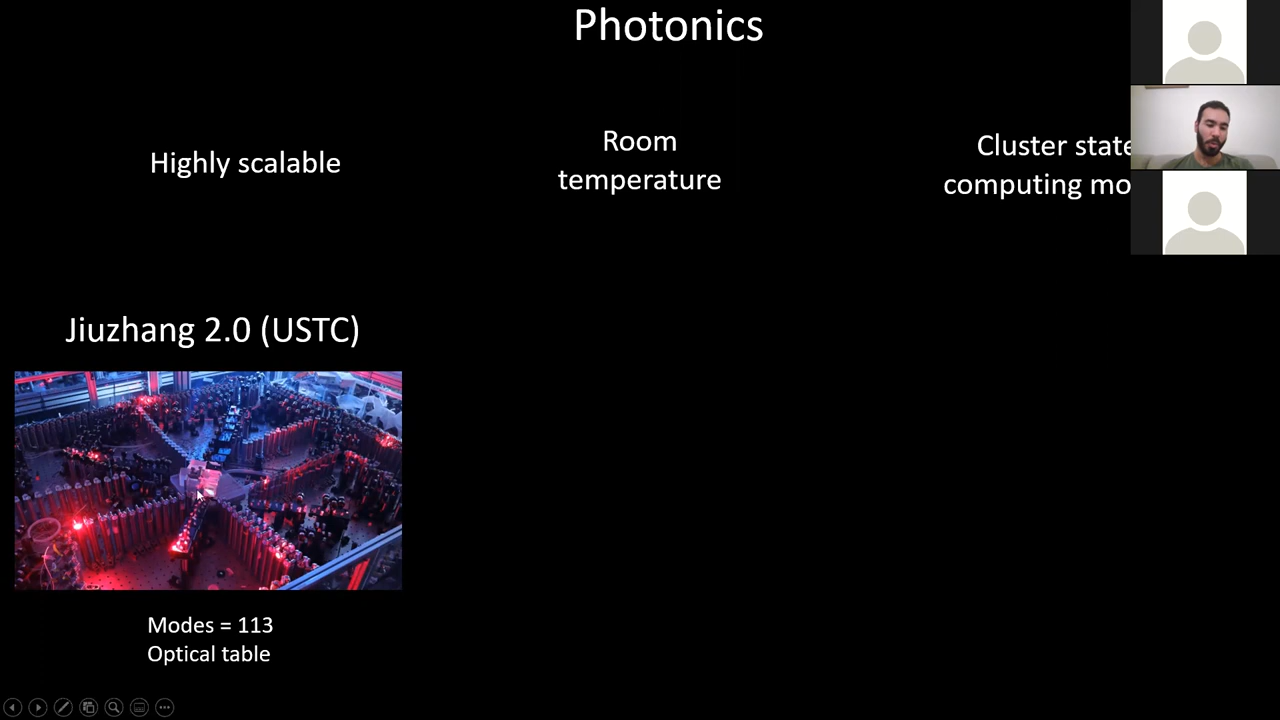 Photonics
Highly scalable
Room
temperature
Cluster state
computing mo
Jiuzhang 2.0 (USTC)
Modes = 113
Optical table